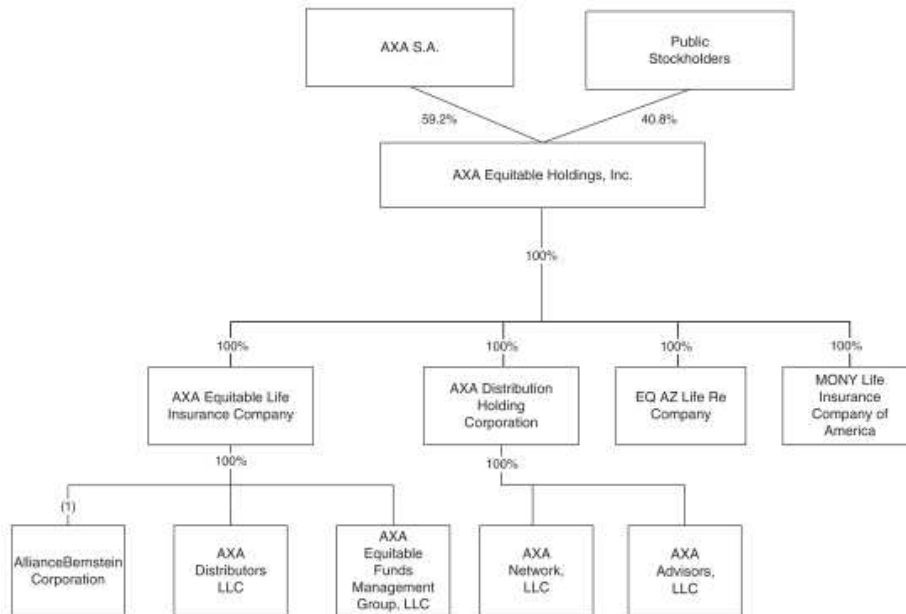 AXA S.A.
Public
Stockholders
59.2%
40.8%
AXA Equitable Holdings, Inc.
100%
100%
100%
100%
100%
AXA Equitable Life
Insurance Company
AXA Distribution
Holding
Corporation
EQ AZ Life Re
Company
MONY Life
Insurance
Company of
America
100%
100%
(1)
AllianceBernstein
Corporation
AXA
Distributors
LLC
AXA
Equitable
Funds
Management
Group, LLC
AXA
Network,
LLC
AXA
Advisors,
LLC